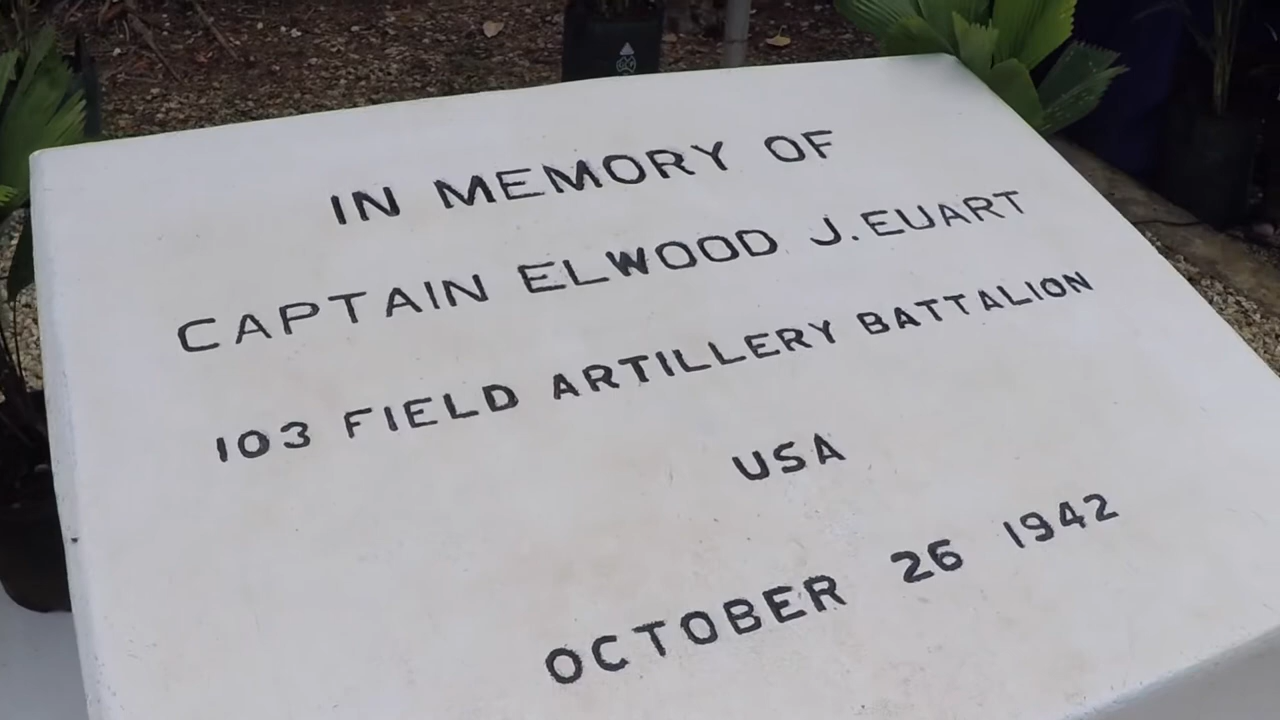 IN MEMORY OF
CAPTAIN ELWOOD J. EUART
103 FIELD ARTILLERY BATTALION
USA
OCTOBER 26 1942